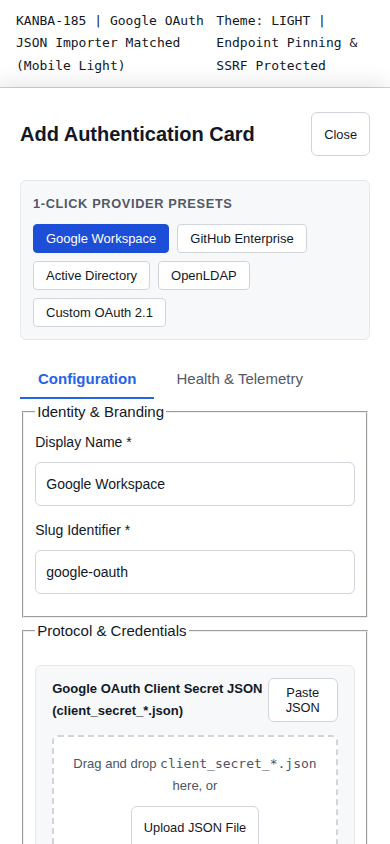 KANBA-185 | Google OAuth JSON Importer Matched (Mobile Light)
Theme: LIGHT | Endpoint Pinning & SSRF Protected
Add Authentication Card
Close
1-CLICK PROVIDER PRESETS
Google Workspace
GitHub Enterprise
Active Directory
OpenLDAP
Custom OAuth 2.1
Configuration
Health & Telemetry
Identity & Branding
Display Name *
Google Workspace
Slug Identifier *
google-oauth
Protocol & Credentials
Google OAuth Client Secret JSON
(client_secret_*.json)
Paste
JSON
Drag and drop client_secret_*.json
here, or
Upload JSON File